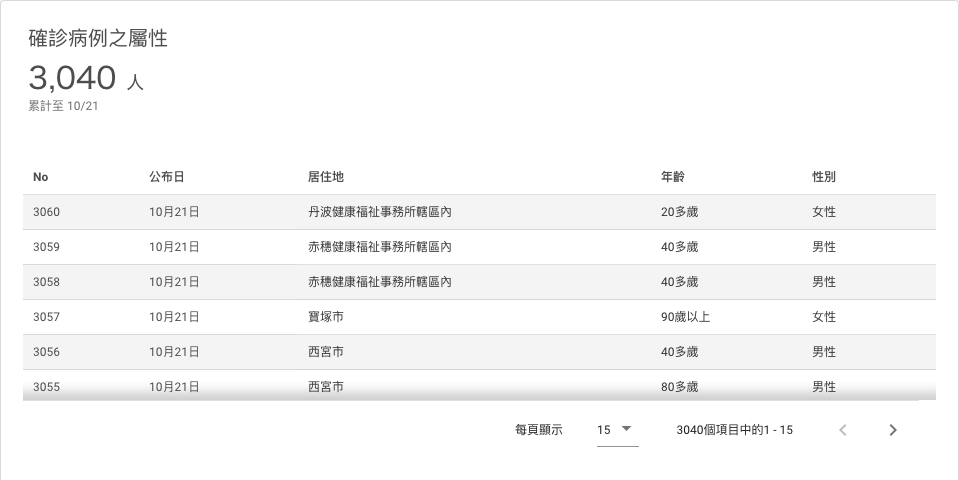 確診病例之屬性
3,040 人
累計至 10/21
No 公布日 居住地 年齡 性別
3060 10月21日 丹波健康福祉事務所轄區內 20多歲 女性
3059 10月21日 赤穗健康福祉事務所轄區內 40多歲 男性
3058 10月21日 赤穗健康福祉事務所轄區內 40多歲 男性
3057 10月21日 寶塚市 90歲以上 女性
3056 10月21日 西宮市 40多歲 男性
3055 10月21日 西宮市 80多歲 男性
每頁顯示 15 3040個項目中的1 - 15